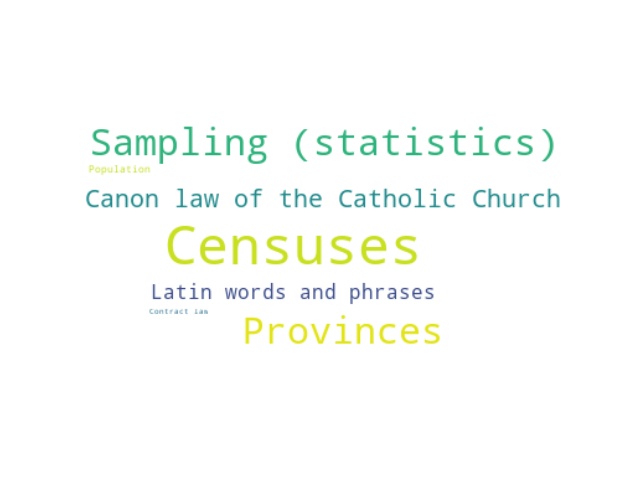 Sampling (statistics)
Population
Canon law of the Catholic Church
Censuses
Latin words and phrases
Contract law
Provinces